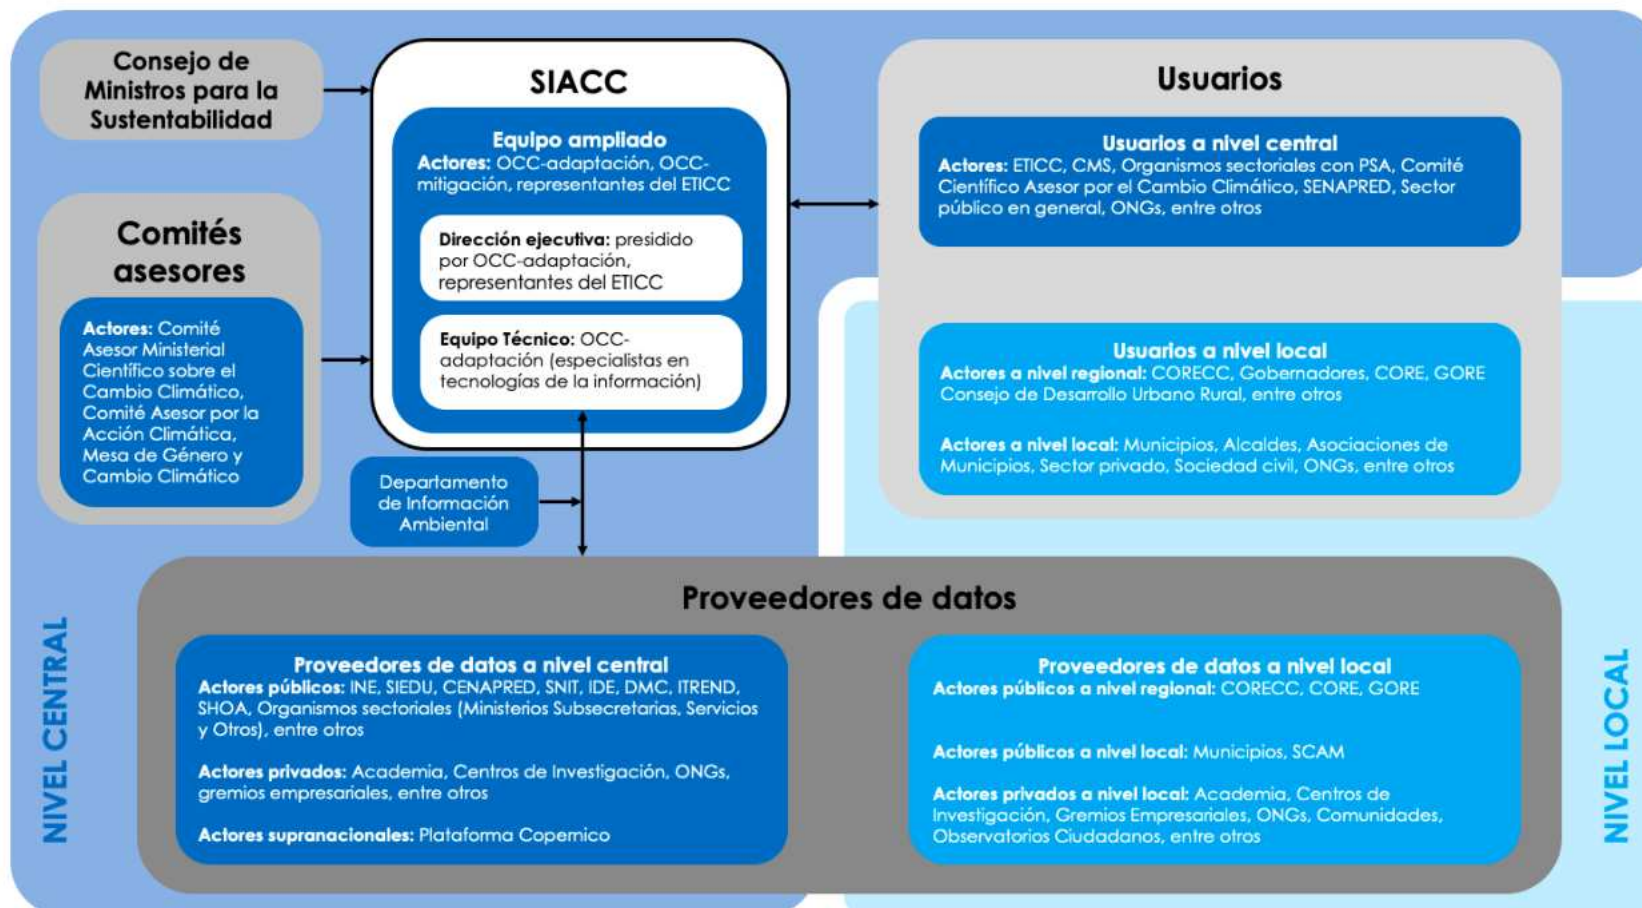 Consejo de
Ministros para la
Sustentabilidad
Comités
asesores
Actores: Comité
Asesor Ministerial
Científico sobre el
Cambio Climático,
Comité Asesor por la
Acción Climática,
Mesa de Género y
Cambio Climático
SIACC
Equipo ampliado
Actores: OCC-adaptación, OCC-
mitigación, representantes del ETICC
Dirección ejecutiva: presidido
por OCC-adaptación,
representantes del ETICC
Equipo Técnico: OCC-
adaptación (especialistas en
tecnologías de la información)
Departamento
de Información
Ambiental
Usuarios
Usuarios a nivel central
Actores: ETICC, CMS, Organismos sectoriales con PSA, Comité
Científico Asesor por el Cambio Climático, SENAPRED, Sector
público en general, ONGs, entre otros
Usuarios a nivel local
Actores a nivel regional: CORECC, Gobernadores, CORE, GORE
Consejo de Desarrollo Urbano Rural, entre otros
Actores a nivel local: Municipios, Alcaldes, Asociaciones de
Municipios, Sector privado, Sociedad civil, ONGs, entre otros
Proveedores de datos
Proveedores de datos a nivel central
Actores públicos: INE, SIEDU, CENAPRED, SNIT, IDE, DMC, ITREND,
SHOA, Organismos sectoriales (Ministerios Subsecretarias, Servicios
y Otros), entre otros
Actores privados: Academia, Centros de Investigación, ONGs,
gremios empresariales, entre otros
Actores supranacionales: Plataforma Copernico
Proveedores de datos a nivel local
Actores públicos a nivel regional: CORECC, CORE, GORE
Actores públicos a nivel local: Municipios, SCAM
Actores privados a nivel local: Academia, Centros de
Investigación, Gremios Empresariales, ONGs, Comunidades,
Observatorios Ciudadanos, entre otros
NIVEL CENTRAL
NIVEL LOCAL